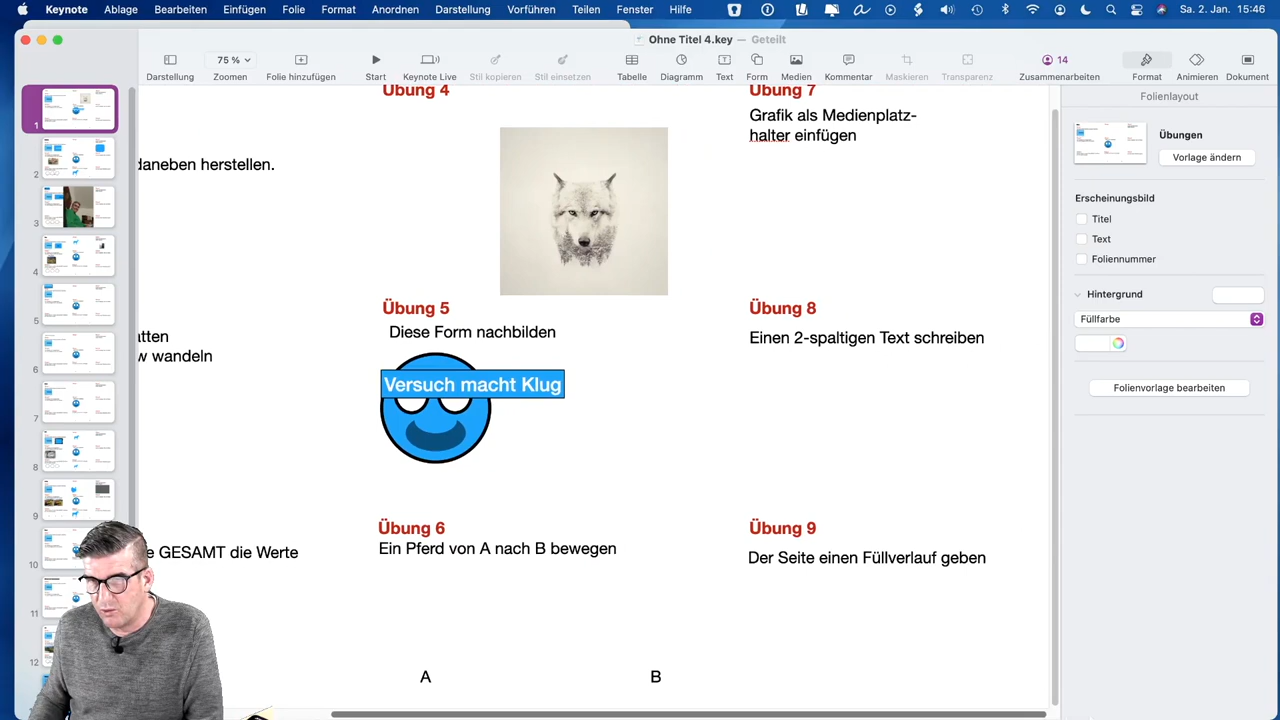 Keynote Ablage Bearbeiten Einfügen Folie Format Anordnen Darstellung Vorführen Teilen Fenster Hilfe Sa. 2. Jan. 15:46
Ohne Titel 4.key — Geteilt
75 % 14
Darstellung Zoomen Folie hinzufügen Start Keynote Live Stil kopieren Stil einsetzen Tabelle Diagramm Text Form Medien Kommentar Maskieren Transparenz Zusammenarbeiten Format Animieren Dokument
Folienlayout
Übungen
Vorlage ändern
Erscheinungsbild
Titel
Text
Foliennummer
Hintergrund
Füllfarbe
Folienvorlage bearbeiten
1
2
3
4
5
6
7
8
9
10
11
12
daneben herstellen.
atten
w wandeln
e GESAMT die Werte
Übung 4
Übung 5
Diese Form nachbilden
Versuch macht Klug
Übung 6
Ein Pferd von A nach B bewegen
A B
Übung 7
Grafik als Medienplatz-
halter einfügen
Übung 8
Einen 2-spaltigen Text schreiben
Übung 9
Der Seite einen Füllverlauf geben